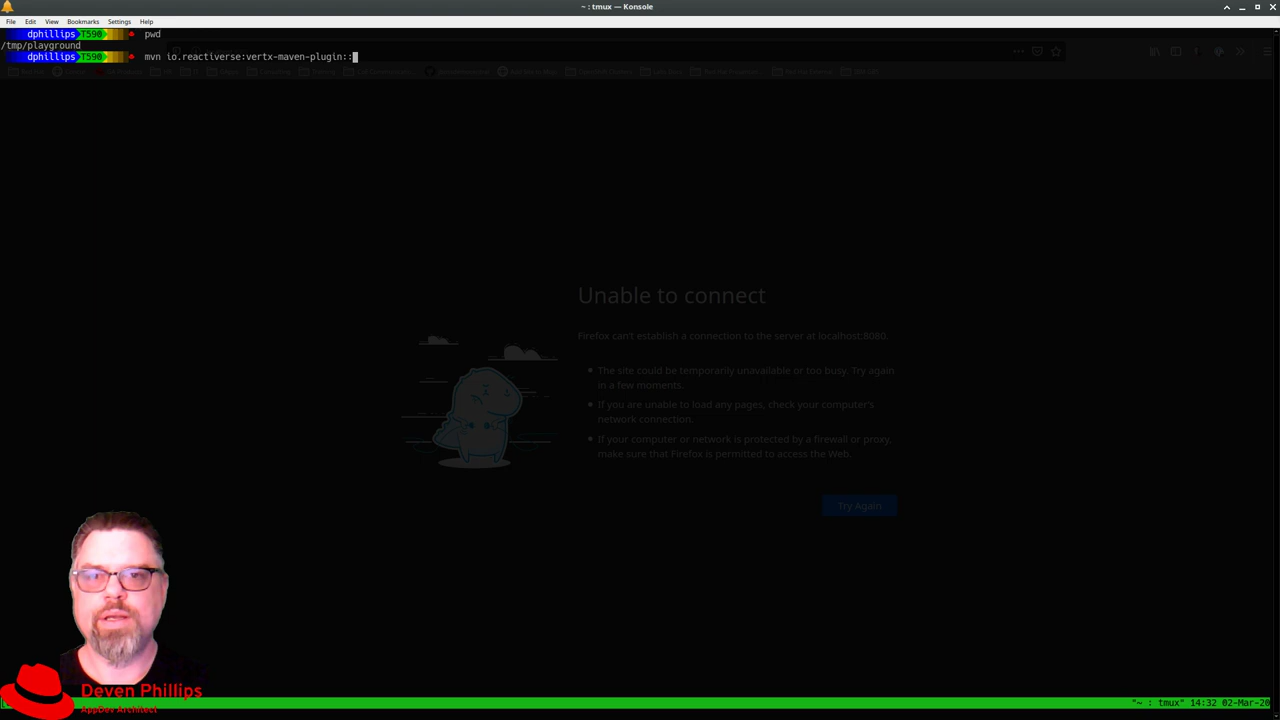 ~ : tmux — Konsole
File Edit View Bookmarks Settings Help
dphillips T590 pwd
/tmp/playground
dphillips T590 mvn io.reactiverse:vertx-maven-plugin::
Unable to connect
Firefox can't establish a connection to the server at localhost:8080.
The site could be temporarily unavailable or too busy. Try again
in a few moments.
If you are unable to load any pages, check your computer's
network connection.
If your computer or network is protected by a firewall or proxy,
make sure that Firefox is permitted to access the Web.
Try Again
Deven Phillips
AppDev Architect
"~ : tmux" 14:32 02-Mar-20